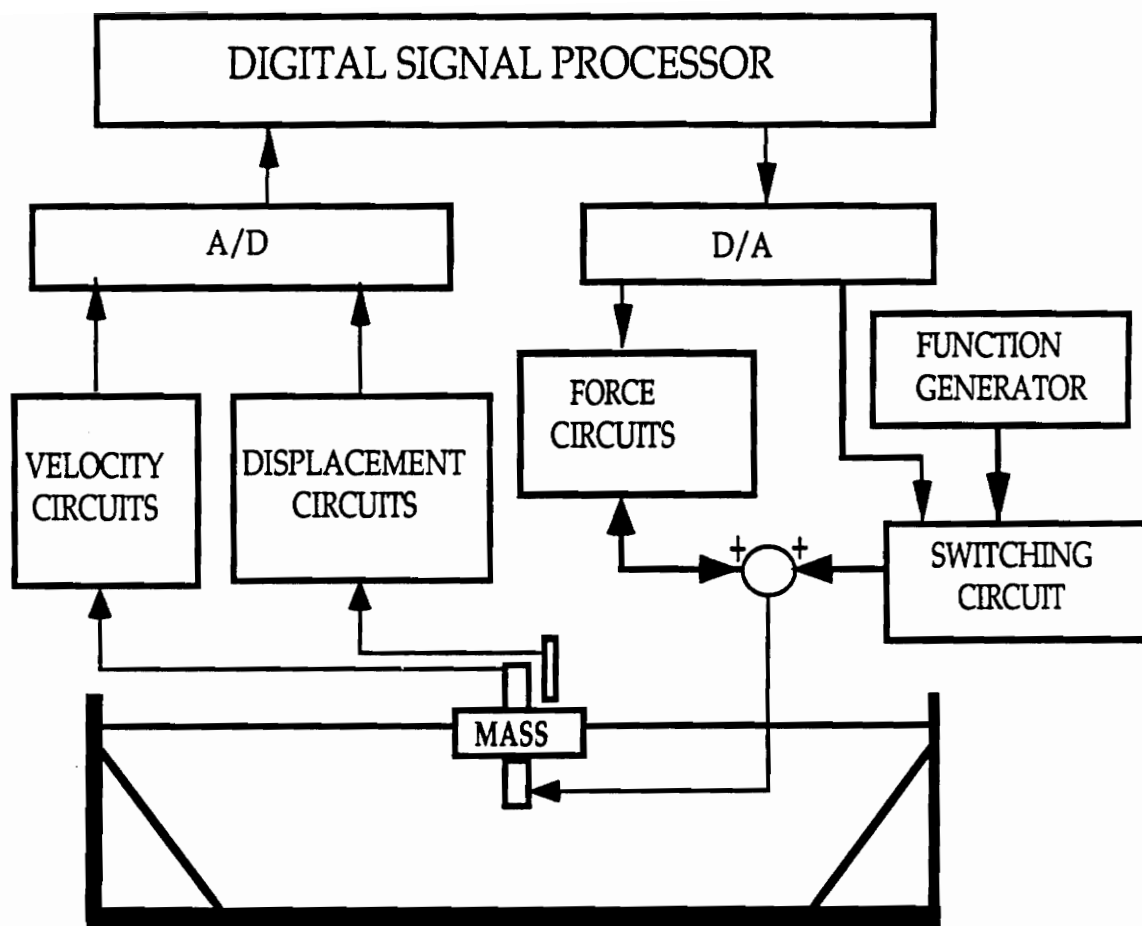 DIGITAL SIGNAL PROCESSOR
A/D
D/A
FUNCTION
GENERATOR
FORCE
CIRCUITS
VELOCITY
CIRCUITS
DISPLACEMENT
CIRCUITS
+ +
SWITCHING
CIRCUIT
MASS